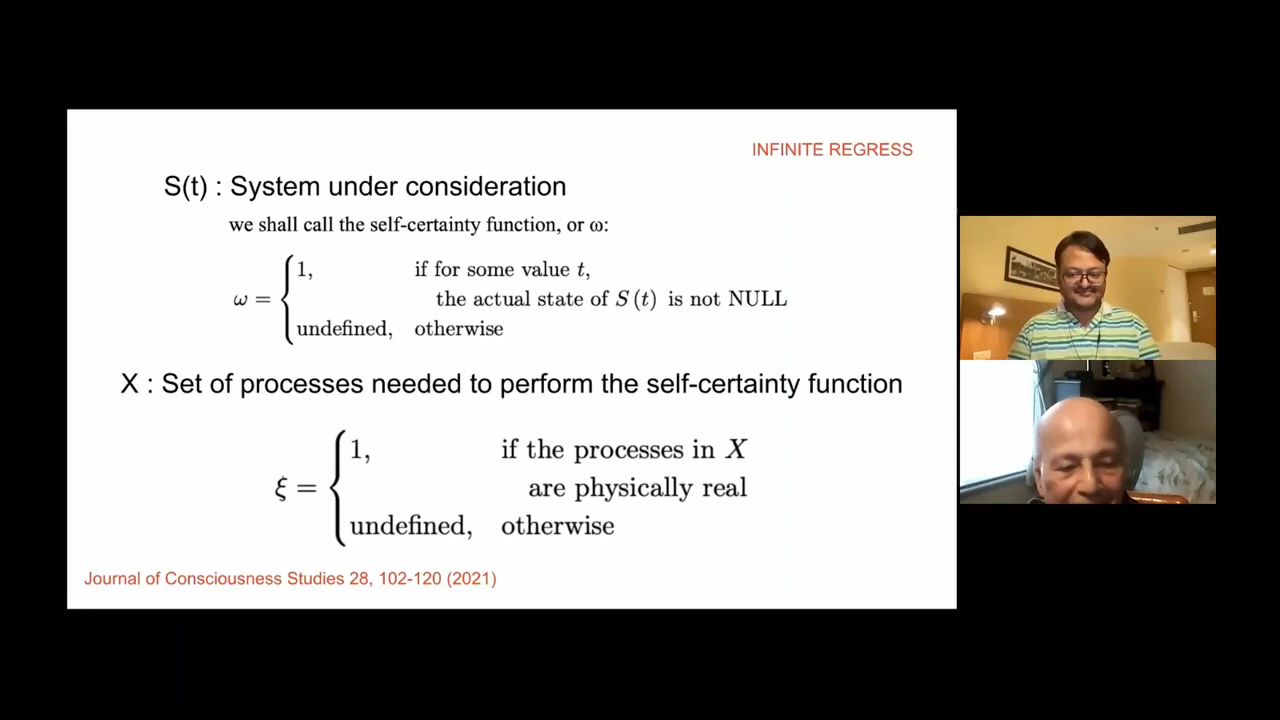 INFINITE REGRESS
S(t) : System under consideration
we shall call the self-certainty function, or ω:
ω = { 1, if for some value t,
the actual state of S (t) is not NULL
undefined, otherwise
X : Set of processes needed to perform the self-certainty function
ξ = { 1, if the processes in X
are physically real
undefined, otherwise
Journal of Consciousness Studies 28, 102-120 (2021)